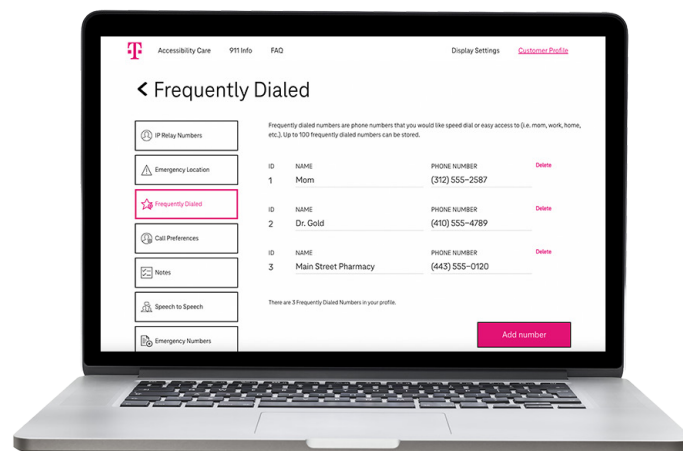 T
Accessibility Care 911 Info FAQ Display Settings Customer Profile
< Frequently Dialed
IP Relay Numbers
Emergency Location
Frequently Dialed
Call Preferences
Notes
Speech to Speech
Emergency Numbers
Frequently dialed numbers are phone numbers that you would like speed dial or easy access to (i.e. mom, work, home,
etc.). Up to 100 frequently dialed numbers can be stored.
ID NAME PHONE NUMBER Delete
1 Mom (312) 555-2587
ID NAME PHONE NUMBER Delete
2 Dr. Gold (410) 555-4789
ID NAME PHONE NUMBER Delete
3 Main Street Pharmacy (443) 555-0120
There are 3 Frequently Dialed Numbers in your profile.
Add number